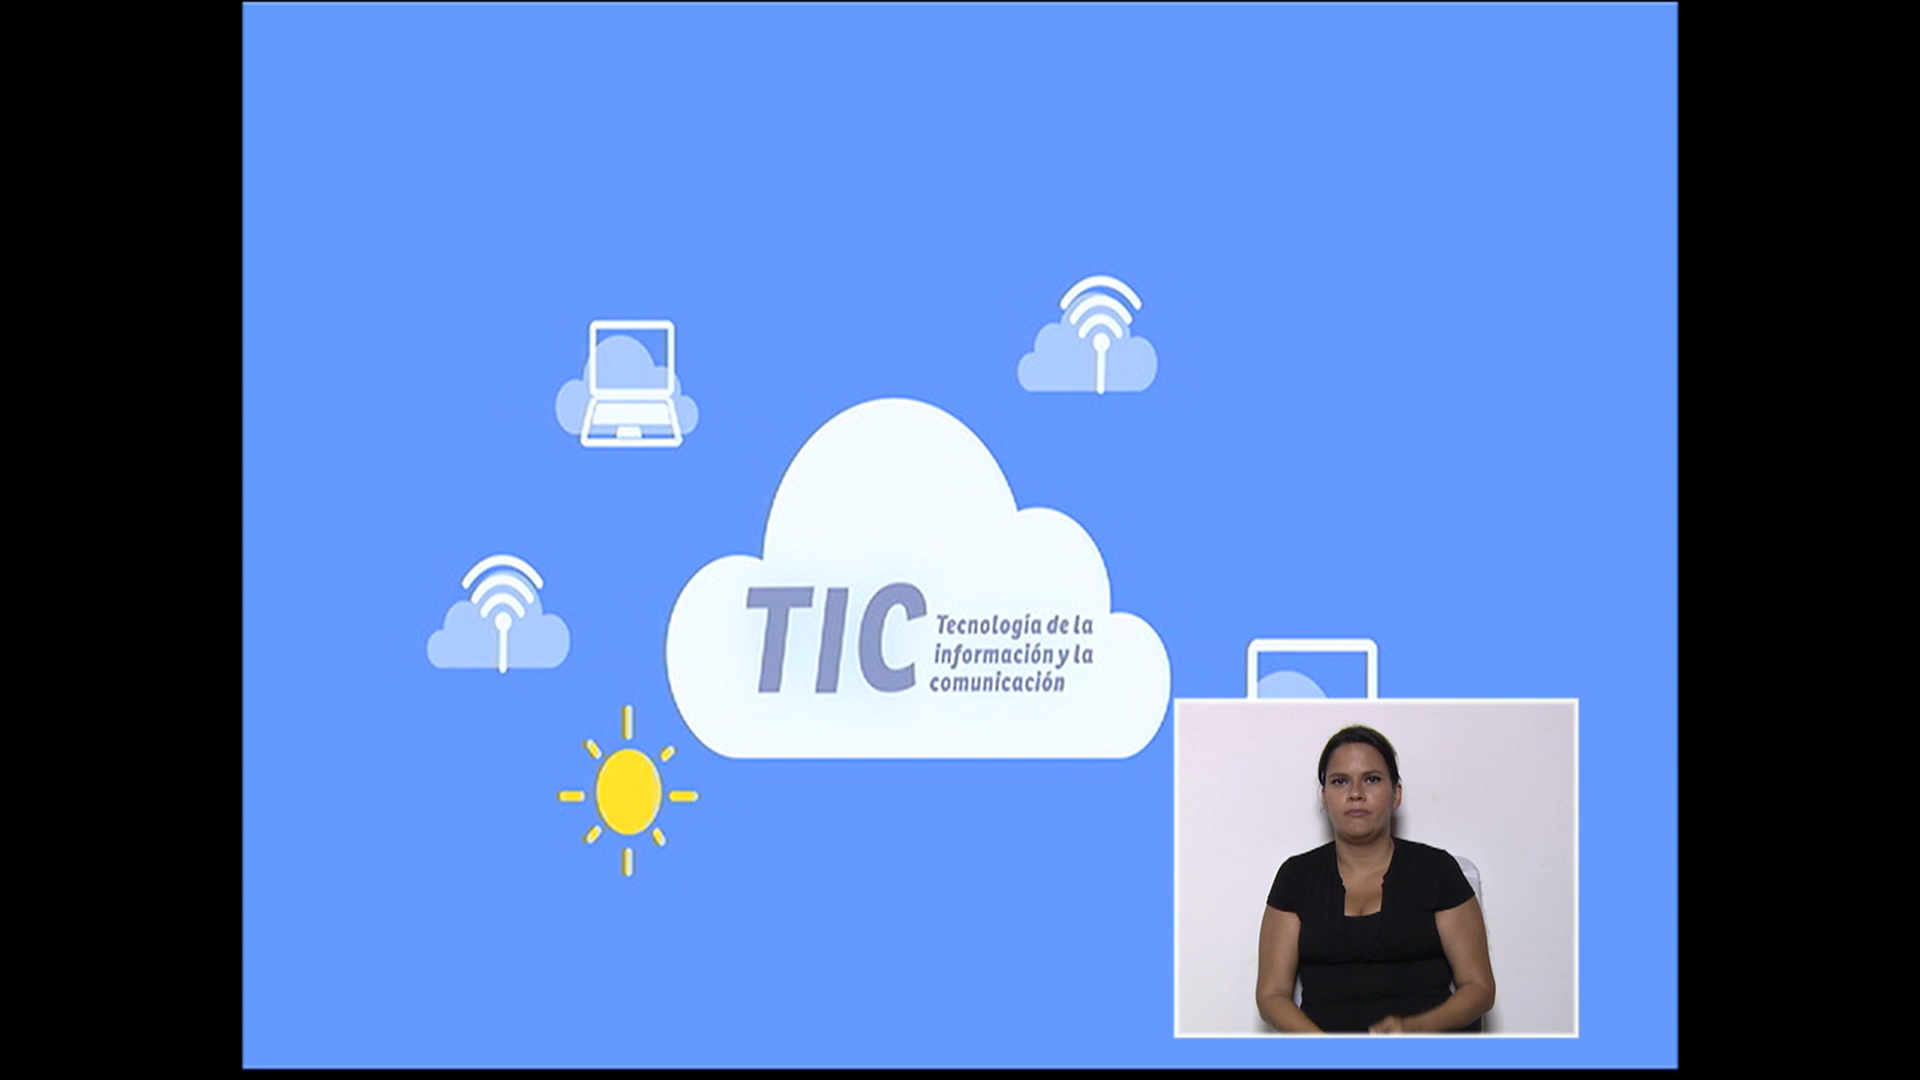 TIC
Tecnología de la
información y la
comunicación